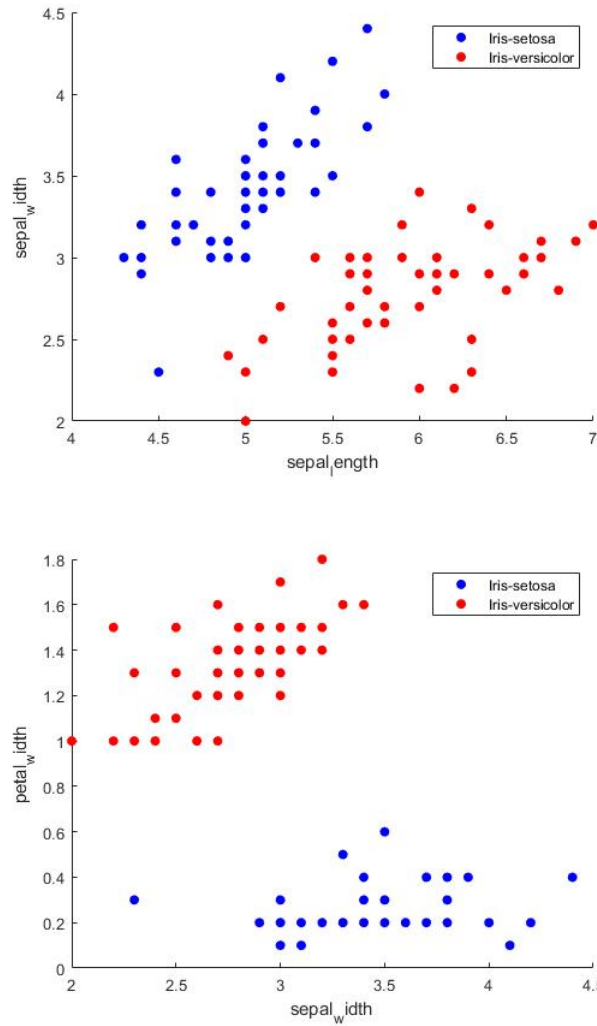 4.5
Iris-setosa
Iris-versicolor
4
3.5
sepal_width
3
2.5
2
4 4.5 5 5.5 6 6.5 7
sepal_length
1.8
Iris-setosa
1.6
Iris-versicolor
1.4
1.2
petal_width
1
0.8
0.6
0.4
0.2
0
2 2.5 3 3.5 4 4.5
sepal_width